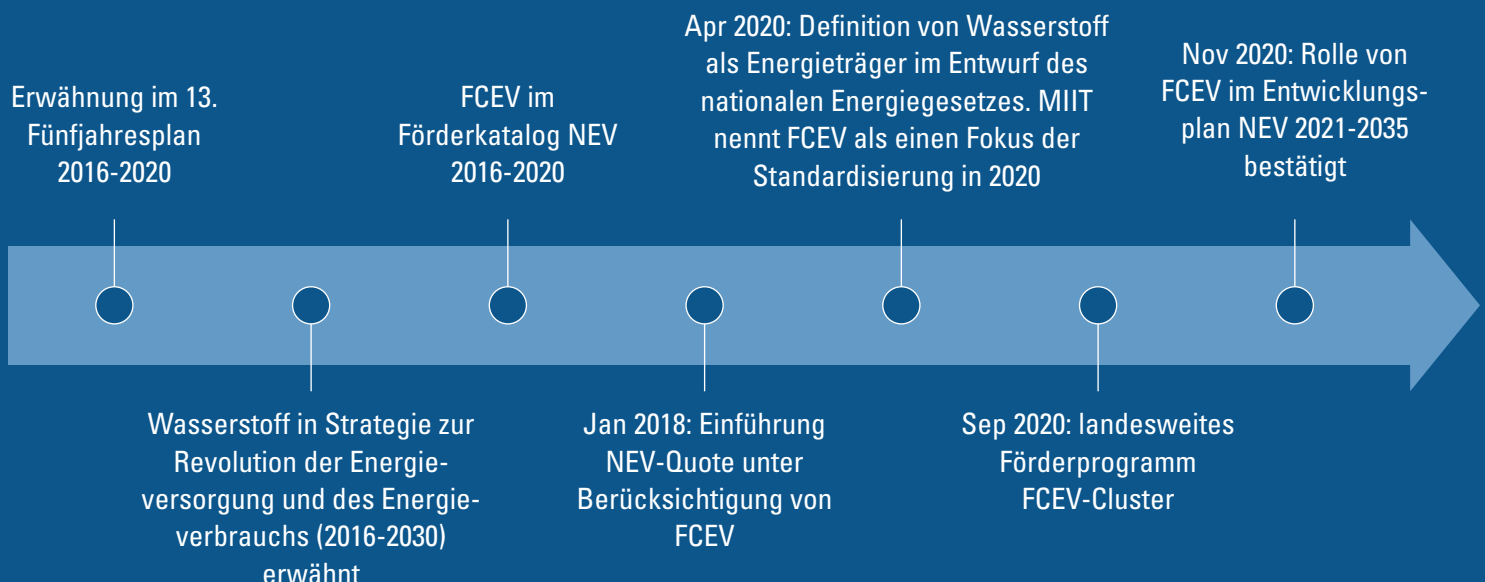 Erwähnung im 13.
Fünfjahresplan
2016-2020
Wasserstoff in Strategie zur
Revolution der Energie-
versorgung und des Energie-
verbrauchs (2016-2030)
erwähnt
FCEV im
Förderkatalog NEV
2016-2020
Jan 2018: Einführung
NEV-Quote unter
Berücksichtigung von
FCEV
Apr 2020: Definition von Wasserstoff
als Energieträger im Entwurf des
nationalen Energiegesetzes. MIIT
nennt FCEV als einen Fokus der
Standardisierung in 2020
Sep 2020: landesweites
Förderprogramm
FCEV-Cluster
Nov 2020: Rolle von
FCEV im Entwicklungs-
plan NEV 2021-2035
bestätigt